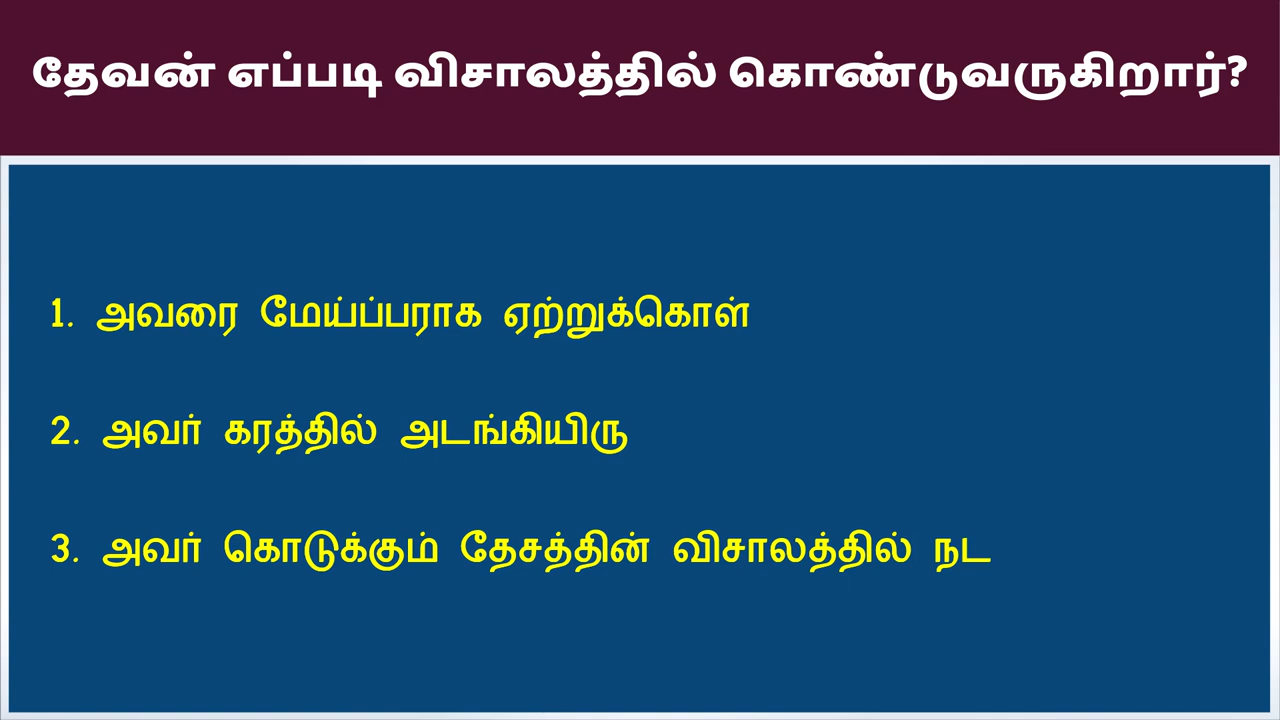 தேவன் எப்படி விசாலத்தில் கொண்டுவருகிறார்?
1. அவரை மேய்ப்பராக ஏற்றுக்கொள்
2. அவர் கரத்தில் அடங்கியிரு
3. அவர் கொடுக்கும் தேசத்தின் விசாலத்தில் நட